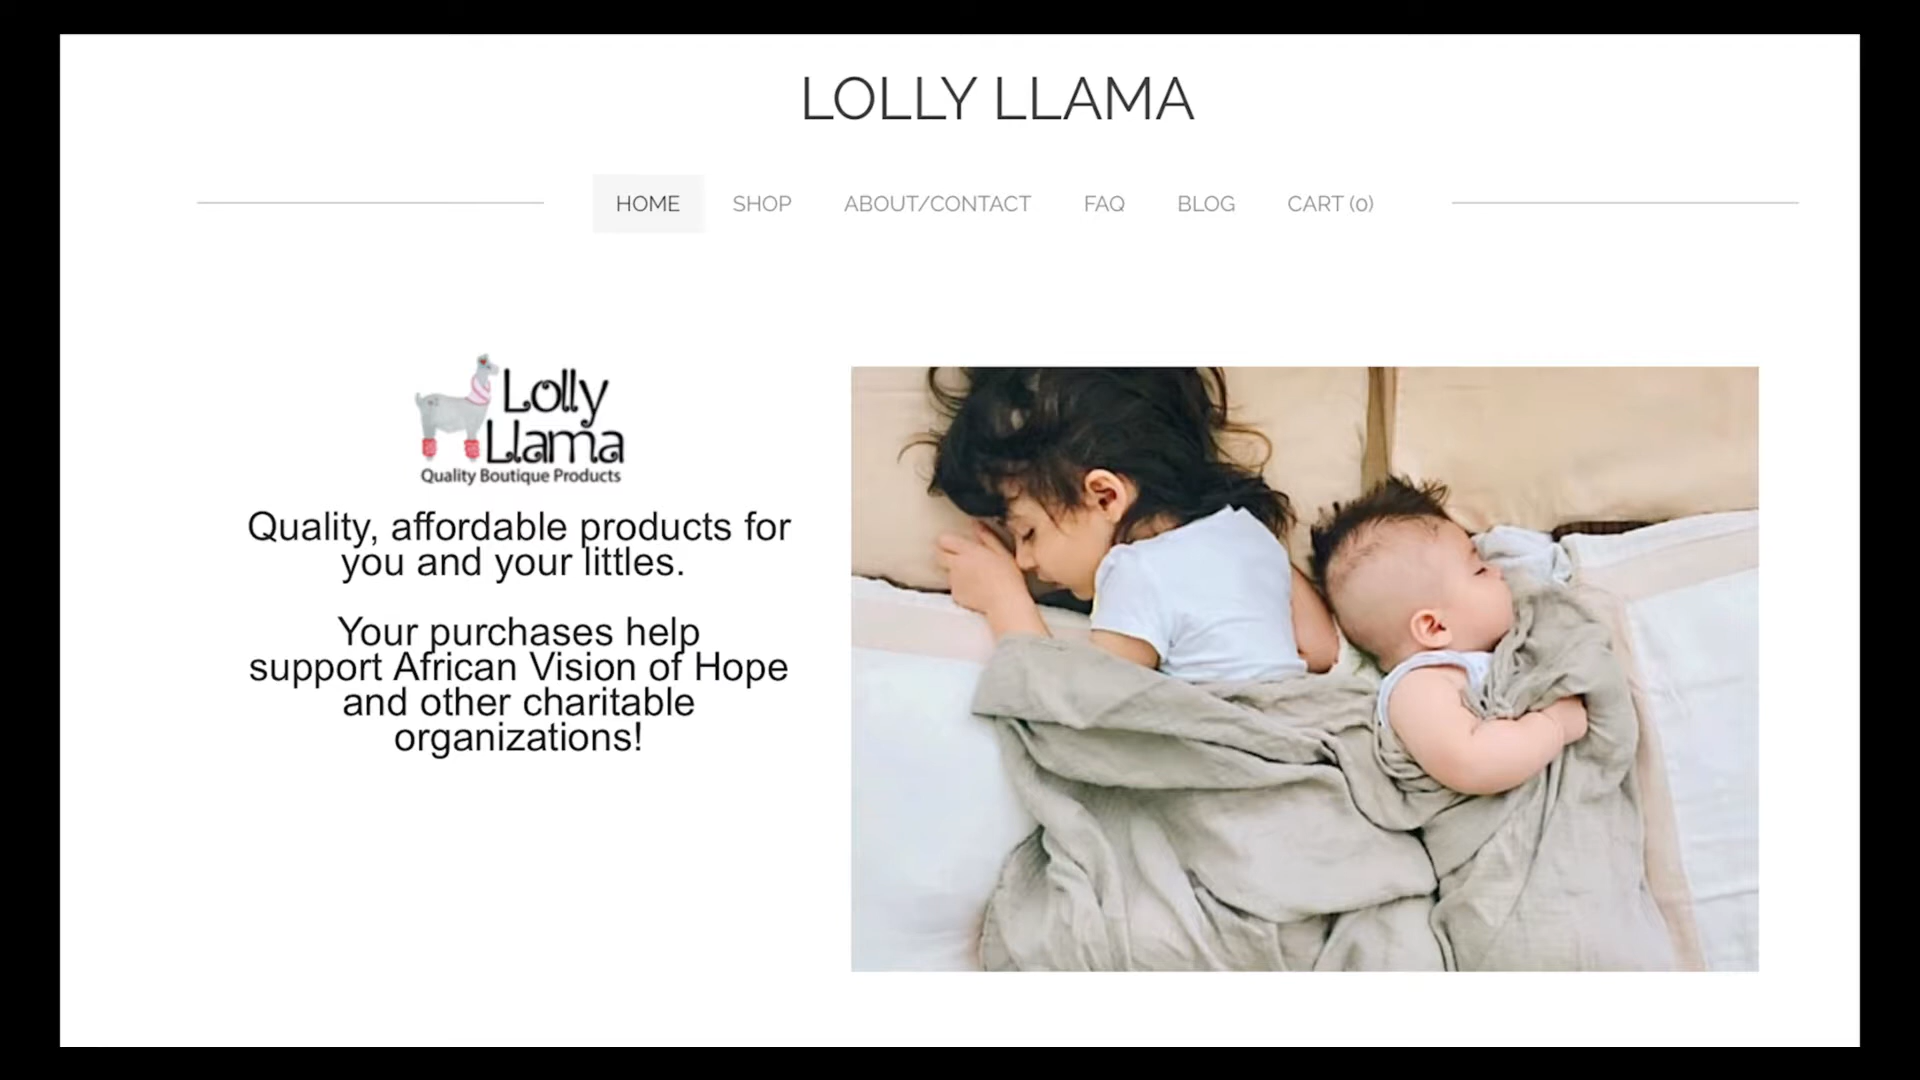 LOLLY LLAMA
HOME SHOP ABOUT/CONTACT FAQ BLOG CART (0)
Lolly
Llama
Quality Boutique Products
Quality, affordable products for
you and your littles.
Your purchases help
support African Vision of Hope
and other charitable
organizations!